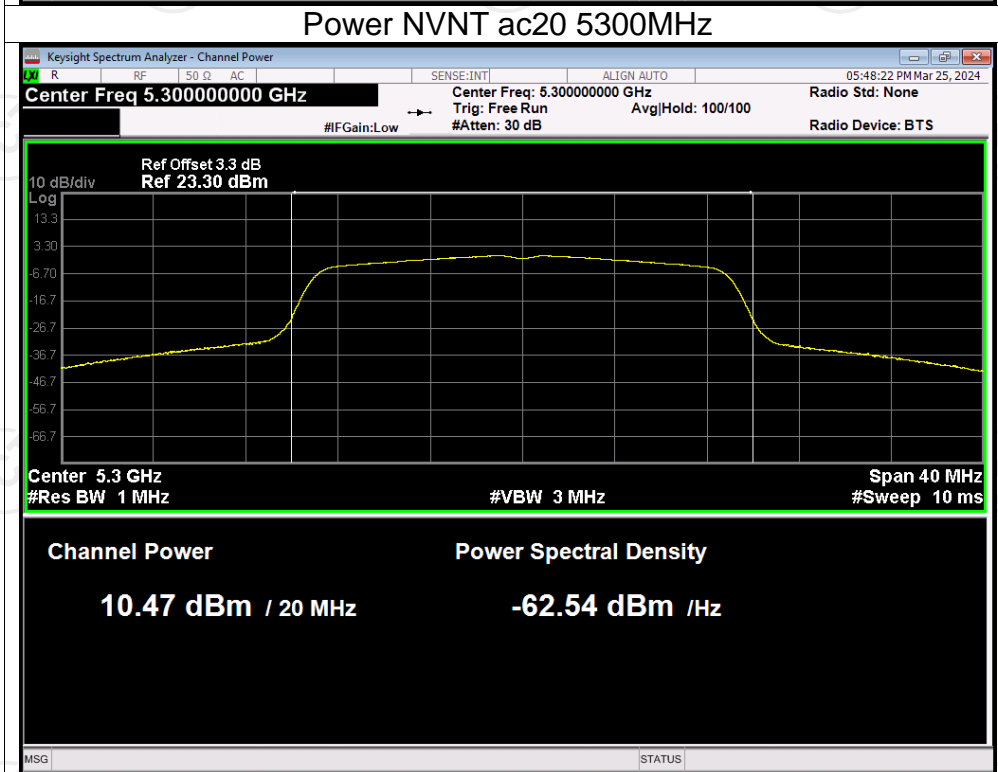 Power NVNT ac20 5300MHz
Keysight Spectrum Analyzer - Channel Power
LXI R RF 50 Ω AC SENSE:INT ALIGN AUTO 05:48:22 PM Mar 25, 2024
Center Freq 5.300000000 GHz Center Freq: 5.300000000 GHz Radio Std: None
Trig: Free Run Avg|Hold: 100/100
#IFGain:Low #Atten: 30 dB Radio Device: BTS
Ref Offset 3.3 dB
10 dB/div Ref 23.30 dBm
Log
13.3
3.30
-6.70
-16.7
-26.7
-36.7
-46.7
-56.7
-66.7
Center 5.3 GHz Span 40 MHz
#Res BW 1 MHz #VBW 3 MHz #Sweep 10 ms
Channel Power Power Spectral Density
10.47 dBm / 20 MHz -62.54 dBm /Hz
MSG STATUS